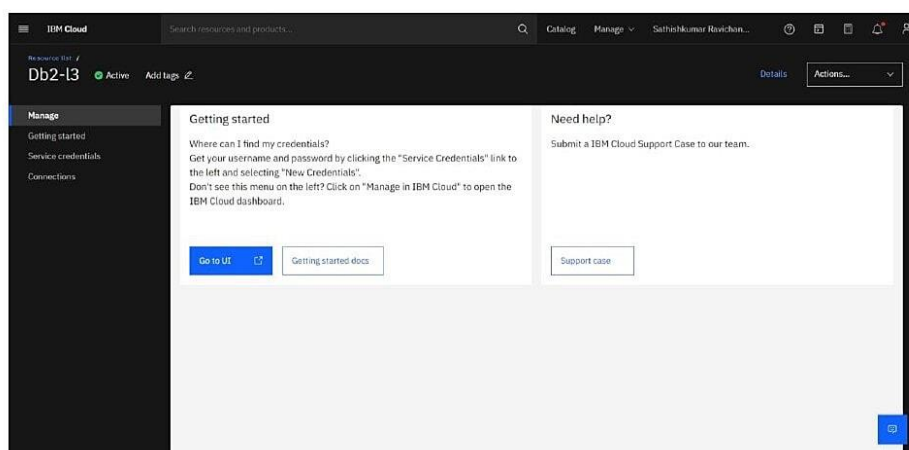 IBM Cloud
Search resources and products...
Catalog
Manage
Sathishkumar Ravichan...
Resource list /
Db2-l3
Active
Add tags
Details
Actions...
Manage
Getting started
Service credentials
Connections
Getting started
Where can I find my credentials?
Get your username and password by clicking the "Service Credentials" link to
the left and selecting "New Credentials".
Don't see this menu on the left? Click on "Manage in IBM Cloud" to open the
IBM Cloud dashboard.
Go to UI
Getting started docs
Need help?
Submit a IBM Cloud Support Case to our team.
Support case